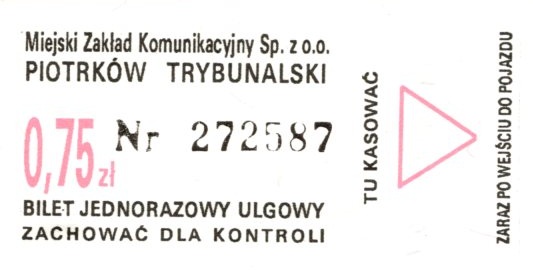 Miejski Zakład Komunikacyjny Sp. z o.o.
PIOTRKÓW TRYBUNALSKI
0,75 zł
Nr 272587
BILET JEDNORAZOWY ULGOWY
ZACHOWAĆ DLA KONTROLI
TU KASOWAĆ
ZARAZ PO WEJŚCIU DO POJAZDU